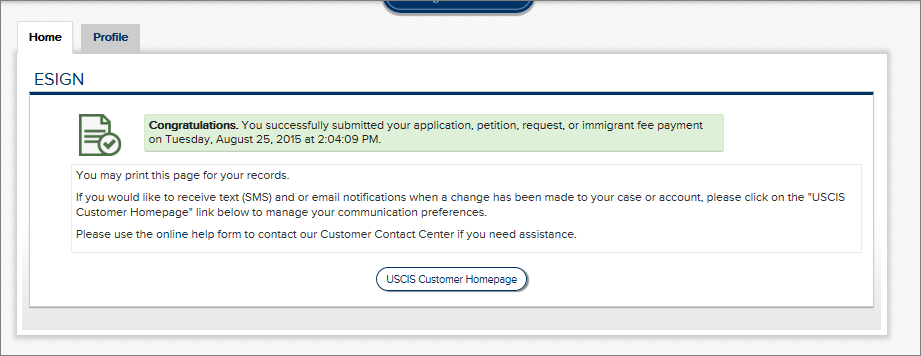 Home
Profile
ESIGN
Congratulations. You successfully submitted your application, petition, request, or immigrant fee payment
on Tuesday, August 25, 2015 at 2:04:09 PM.
You may print this page for your records.
If you would like to receive text (SMS) and or email notifications when a change has been made to your case or account, please click on the "USCIS
Customer Homepage" link below to manage your communication preferences.
Please use the online help form to contact our Customer Contact Center if you need assistance.
USCIS Customer Homepage